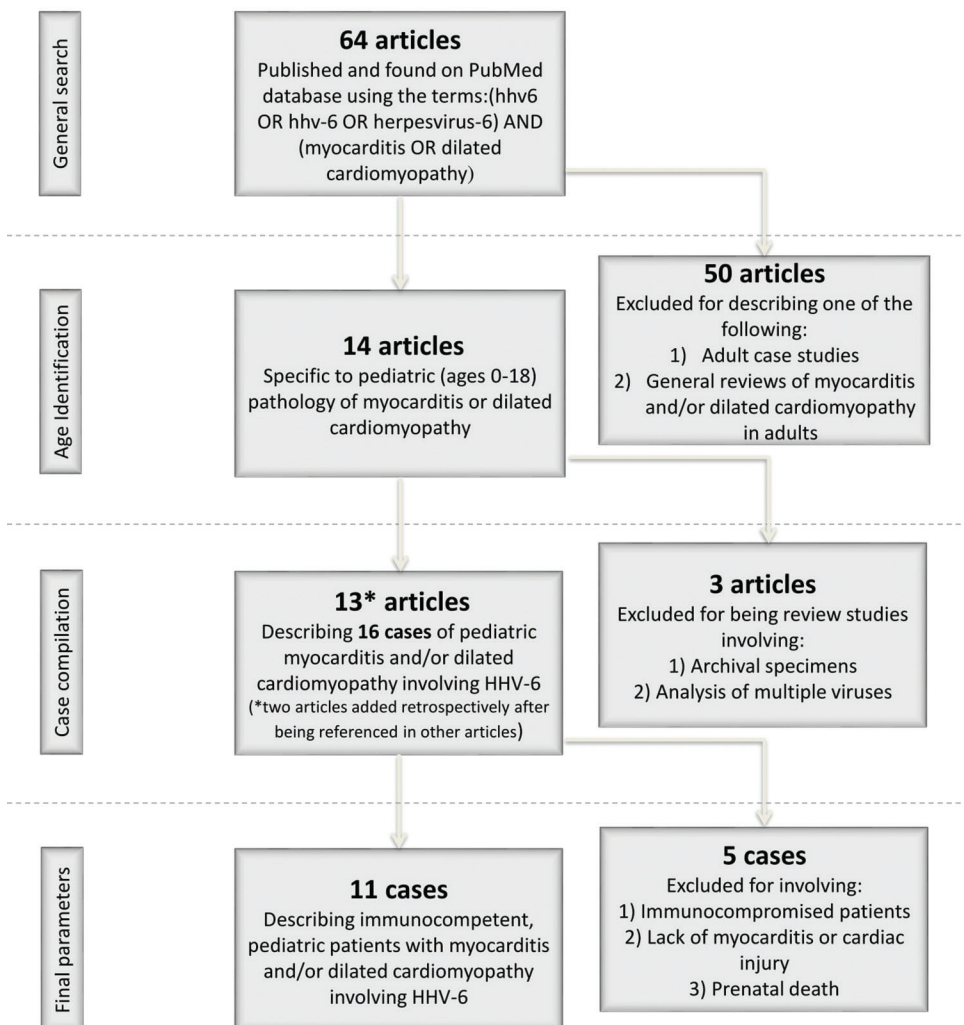 General search
64 articles
Published and found on PubMed
database using the terms:(hhv6
OR hhv-6 OR herpesvirus-6) AND
(myocarditis OR dilated
cardiomyopathy)
Age Identification
14 articles
Specific to pediatric (ages 0-18)
pathology of myocarditis or dilated
cardiomyopathy
50 articles
Excluded for describing one of the
following:
1) Adult case studies
2) General reviews of myocarditis
and/or dilated cardiomyopathy
in adults
Case compilation
13* articles
Describing 16 cases of pediatric
myocarditis and/or dilated
cardiomyopathy involving HHV-6
(*two articles added retrospectively after
being referenced in other articles)
3 articles
Excluded for being review studies
involving:
1) Archival specimens
2) Analysis of multiple viruses
Final parameters
11 cases
Describing immunocompetent,
pediatric patients with myocarditis
and/or dilated cardiomyopathy
involving HHV-6
5 cases
Excluded for involving:
1) Immunocompromised patients
2) Lack of myocarditis or cardiac
injury
3) Prenatal death